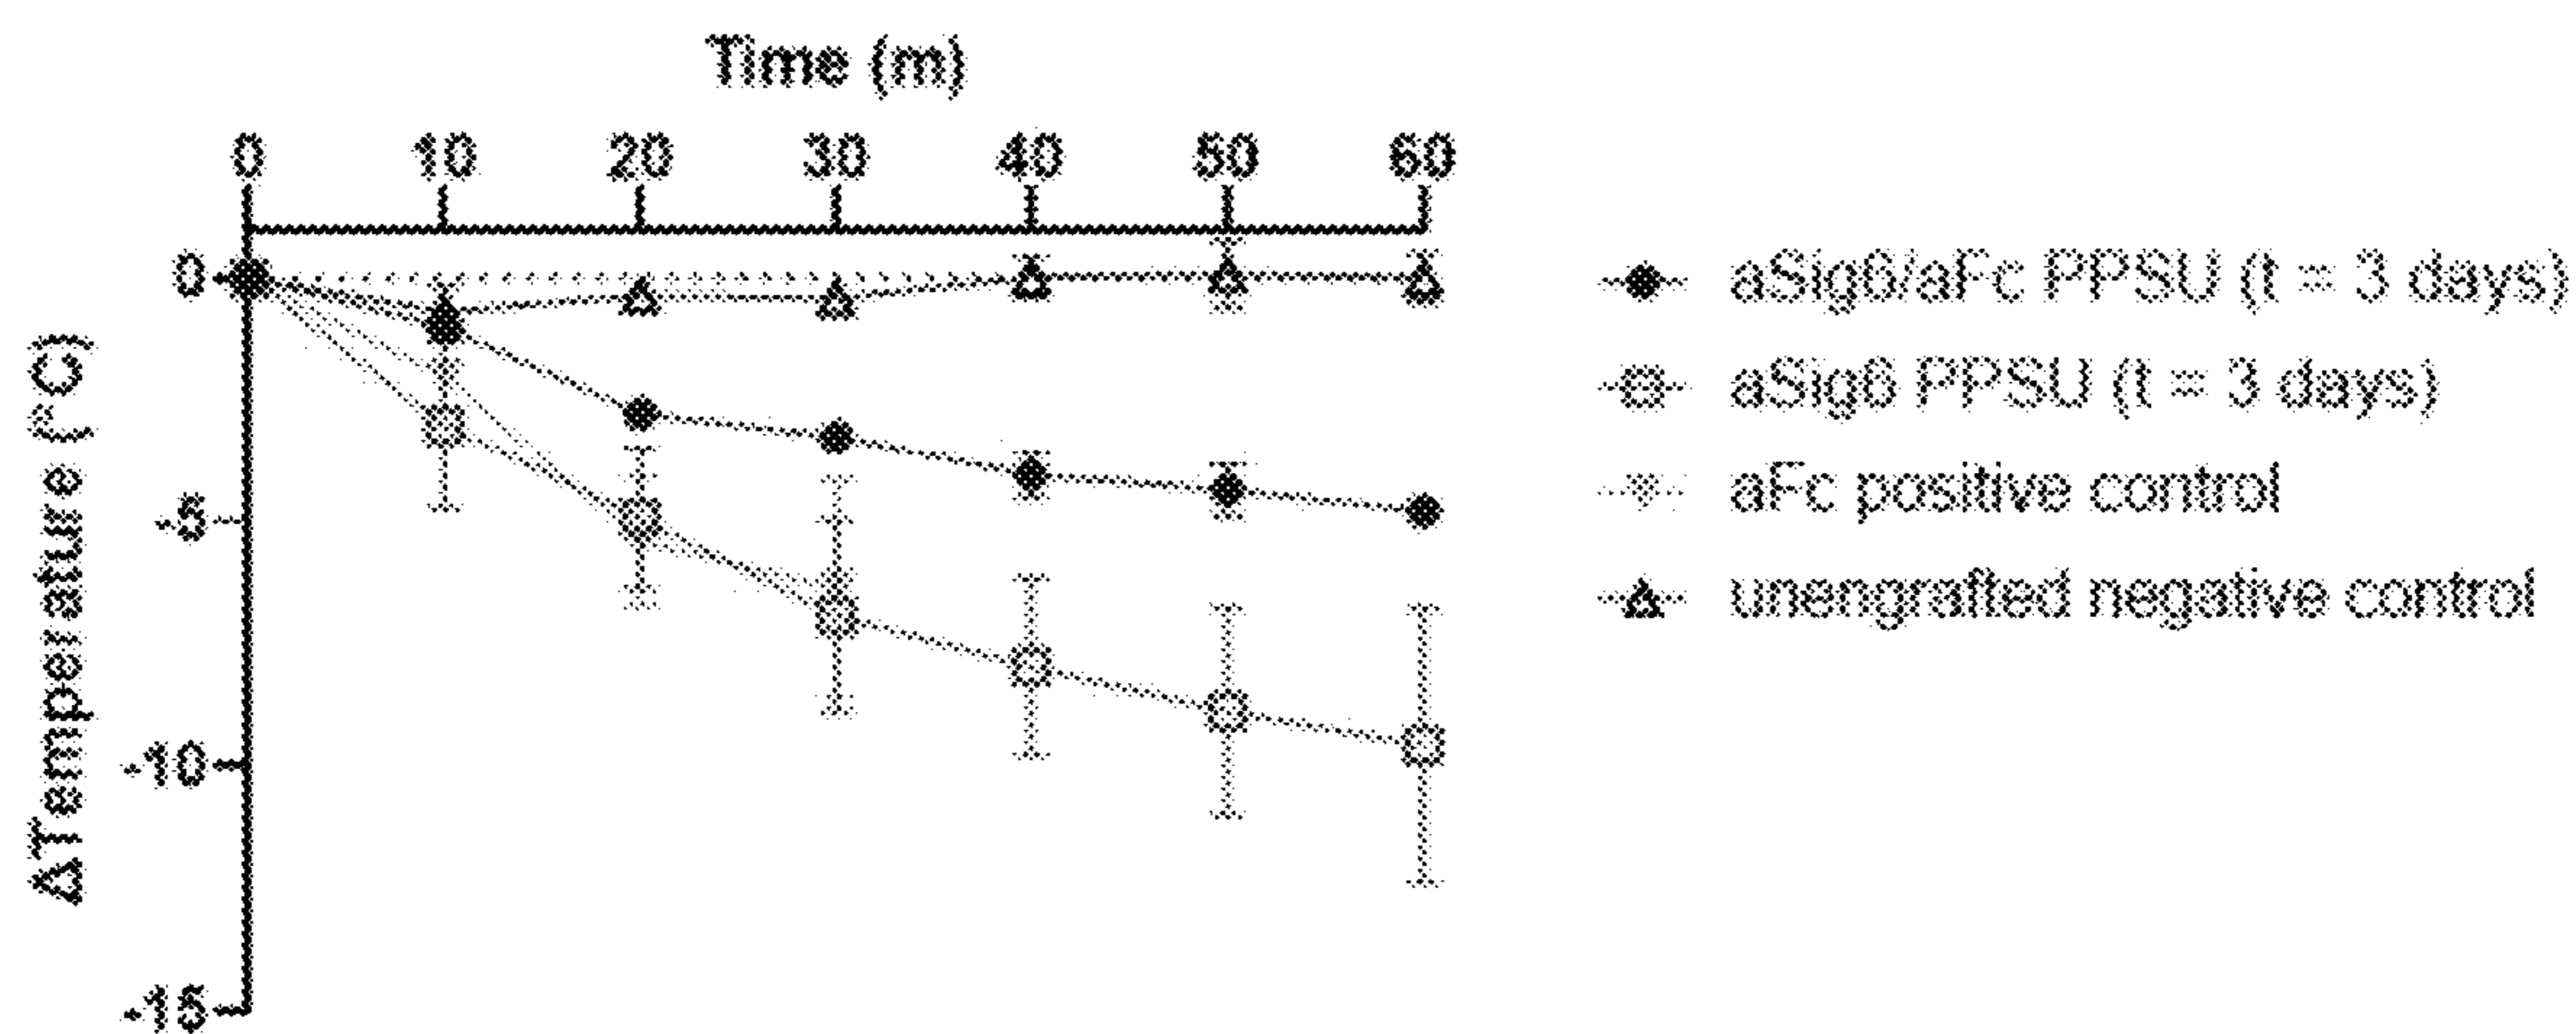 Time (m)
0 10 20 30 40 50 60
0
-5
-10
-15
ΔTemperature (°C)
aSig6/aFc PPSU (t = 3 days)
aSig6 PPSU (t = 3 days)
aFc positive control
unengrafted negative control